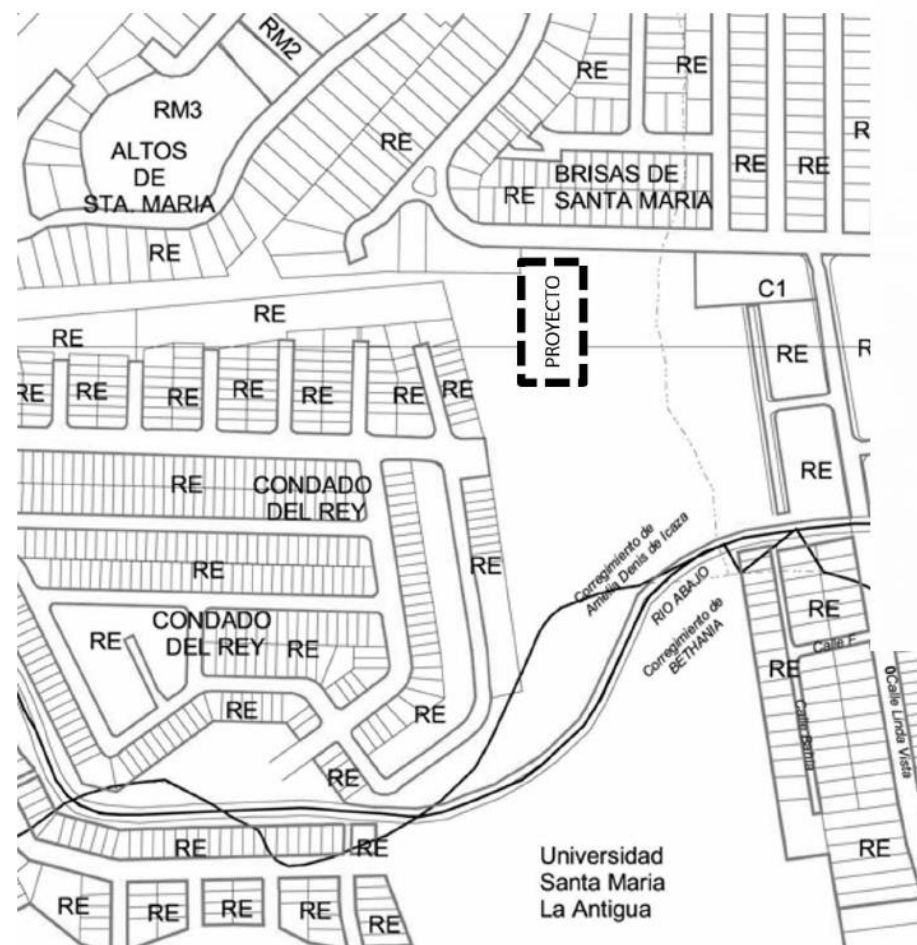 RM2
RE
RE
RM3
RE
R
ALTOS
DE
STA. MARIA
RE
BRISAS DE
SANTA MARIA
RE
RE
RE
RE
PROYECTO
C1
RE
RE
RE
R
RE
RE
RE
RE
RE
RE
RE
RE
RE
CONDADO
DEL REY
RE
Corregimiento de
Amelia Denis de Icaza
RE
RE
RIO ABAJO
Corregimiento de
BETHANIA
RE
CONDADO
DEL REY
RE
RE
Calle F
RE
Calle Bahia
0Calle Linda Vista
RE
RE
RE
RE
RE
RE
Universidad
Santa Maria
La Antigua
RE
RE
RE
RE
RE